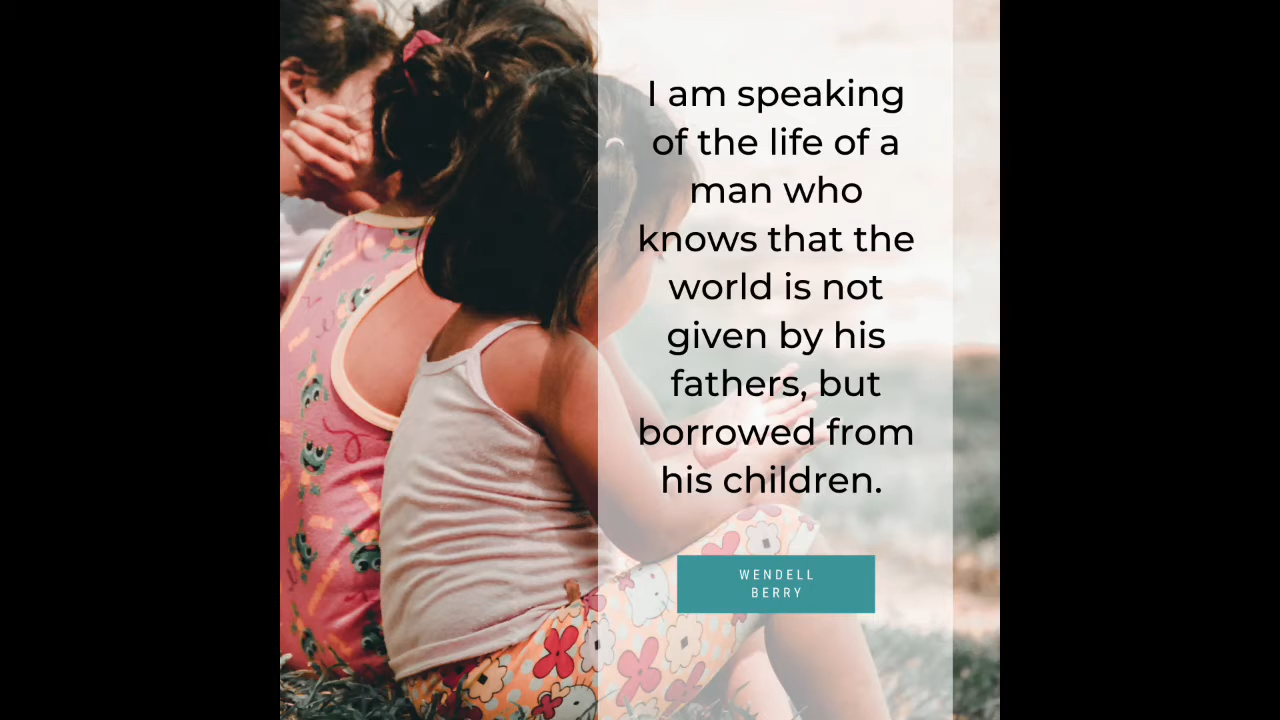 I am speaking
of the life of a
man who
knows that the
world is not
given by his
fathers, but
borrowed from
his children.
WENDELL
BERRY